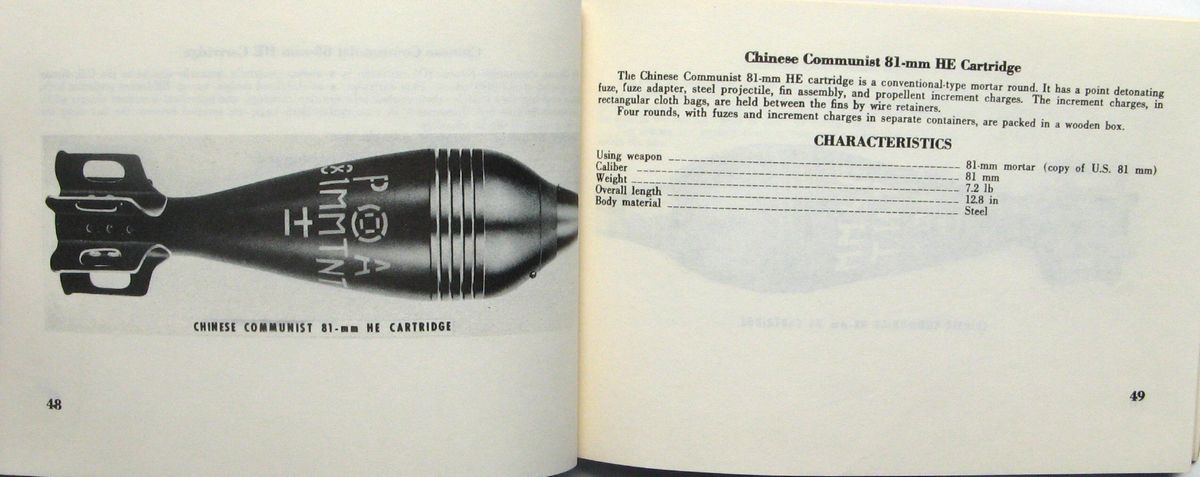 P A
81MMTNT
CHINESE COMMUNIST 81-mm HE CARTRIDGE
48
Chinese Communist 81-mm HE Cartridge
The Chinese Communist 81-mm HE cartridge is a conventional-type mortar round. It has a point detonating
fuze, fuze adapter, steel projectile, fin assembly, and propellent increment charges. The increment charges, in
rectangular cloth bags, are held between the fins by wire retainers.
Four rounds, with fuzes and increment charges in separate containers, are packed in a wooden box.
CHARACTERISTICS
Using weapon 81-mm mortar (copy of U.S. 81 mm)
Caliber 81 mm
Weight 7.2 lb
Overall length 12.8 in
Body material Steel
49